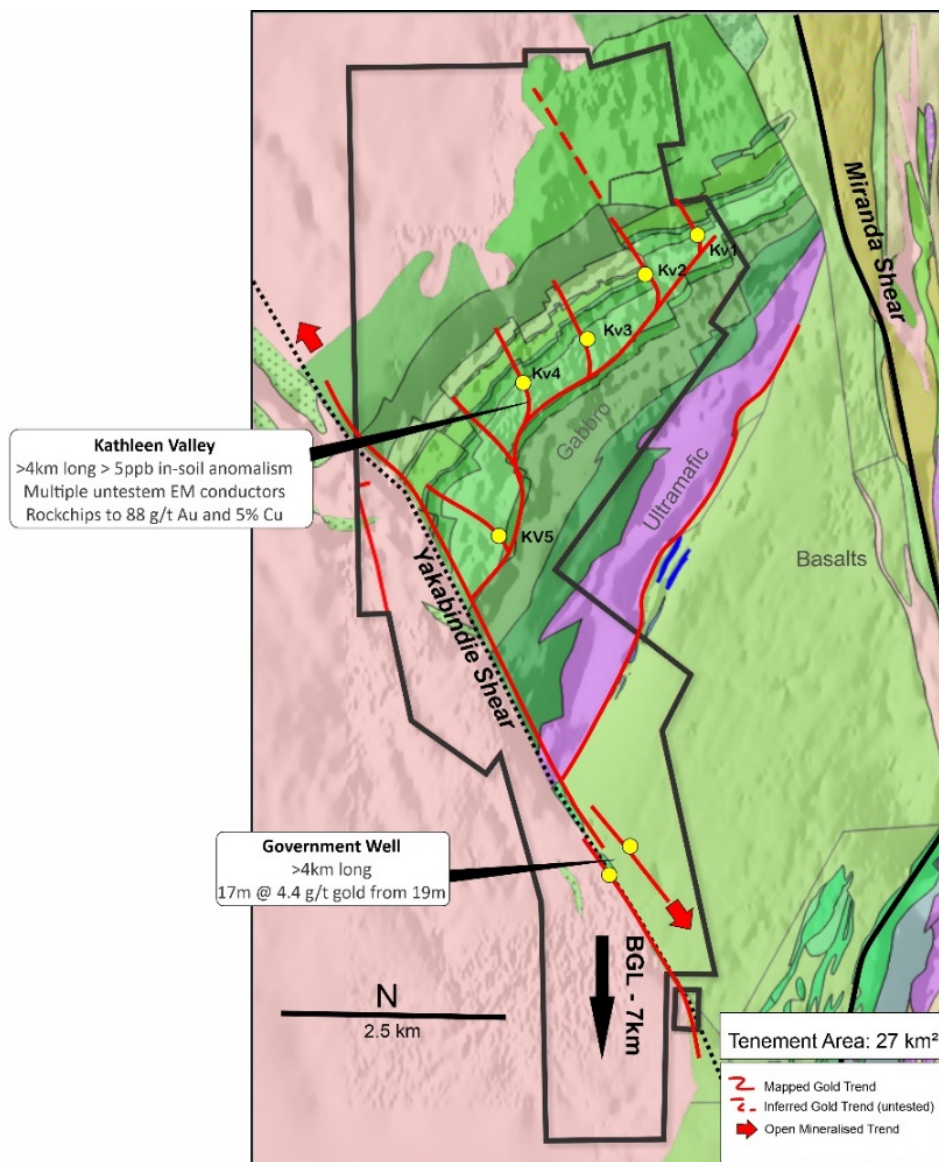 Miranda Shear
Kv1
Kv2
Kv3
Kv4
Kathleen Valley
>4km long > 5ppb in-soil anomalism
Multiple untestem EM conductors
Rockchips to 88 g/t Au and 5% Cu
Gabbro
Ultramafic
KV5
Basalts
Yakabindie Shear
Government Well
>4km long
17m @ 4.4 g/t gold from 19m
BGL - 7km
N
2.5 km
Tenement Area: 27 km²
Mapped Gold Trend
Inferred Gold Trend (untested)
Open Mineralised Trend